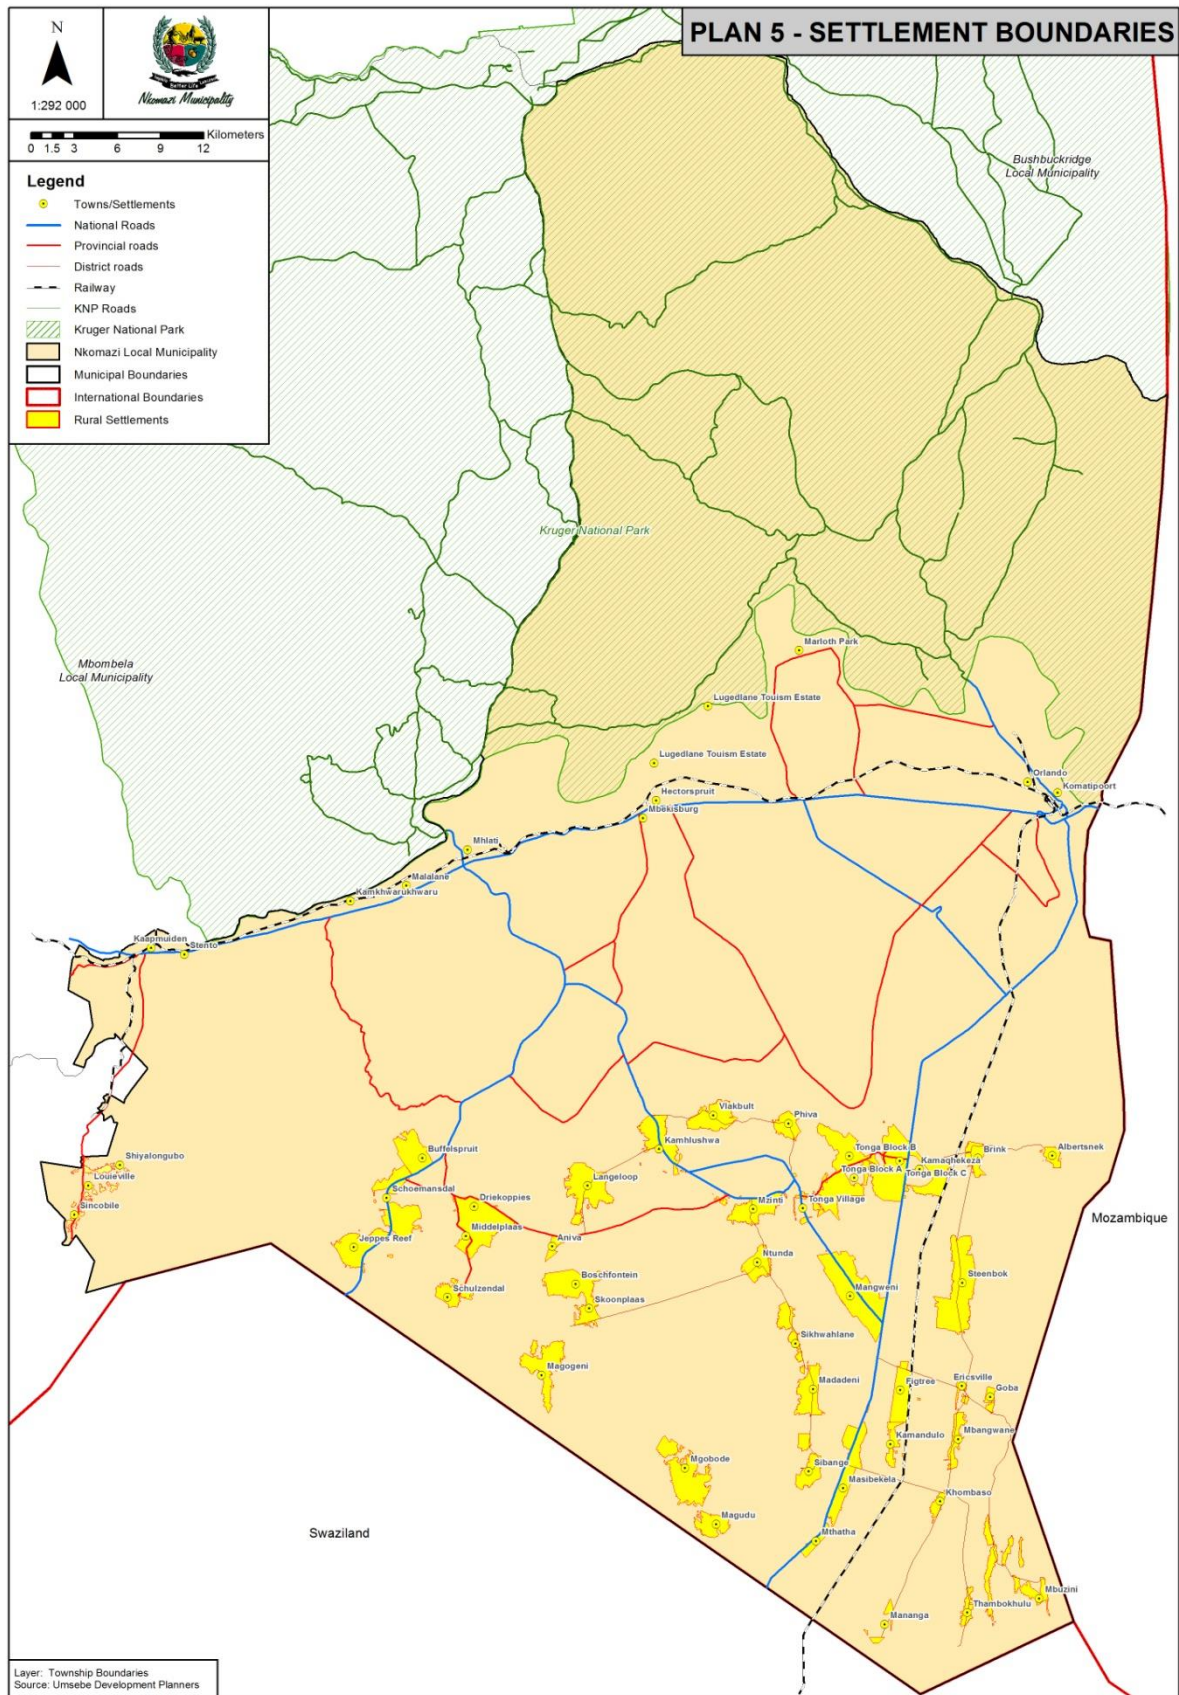 PLAN 5 - SETTLEMENT BOUNDARIES
N
1:292 000
Better Life
Nkomazi Municipality
Kilometers
0 1.5 3 6 9 12
Legend
Towns/Settlements
National Roads
Provincial roads
District roads
Railway
KNP Roads
Kruger National Park
Nkomazi Local Municipality
Municipal Boundaries
International Boundaries
Rural Settlements
Bushbuckridge
Local Municipality
Kruger National Park
Mbombela
Local Municipality
Marloth Park
Lugedlane Touism Estate
Lugedlane Touism Estate
Orlando
Komatipoort
Hectorspruit
Mbekisburg
Mhlati
Malalane
Kamkhwarukhwaru
Kaapmuiden
Stento
Vlakbult
Phiva
Kamhlushwa
Buffelspruit
Tonga Block B
Kamaqhekeza
Brink
Albertsnek
Tonga Block A
Tonga Block C
Shiyalongubo
Louieville
Sincobile
Langeloop
Schoemansdal
Driekoppies
Mzinti
Tonga Village
Mozambique
Middelplaas
Jeppes Reef
Aniva
Ntunda
Boschfontein
Steenbok
Schulzendal
Mangweni
Skoonplaas
Sikhwahlane
Magogeni
Madadeni
Figtree
Ericsville
Goba
Kamandulo
Mbangwane
Mgobode
Sibange
Masibekela
Khombaso
Magudu
Mthatha
Swaziland
Mbuzini
Thambokhulu
Mananga
Layer: Township Boundaries
Source: Umsebe Development Planners